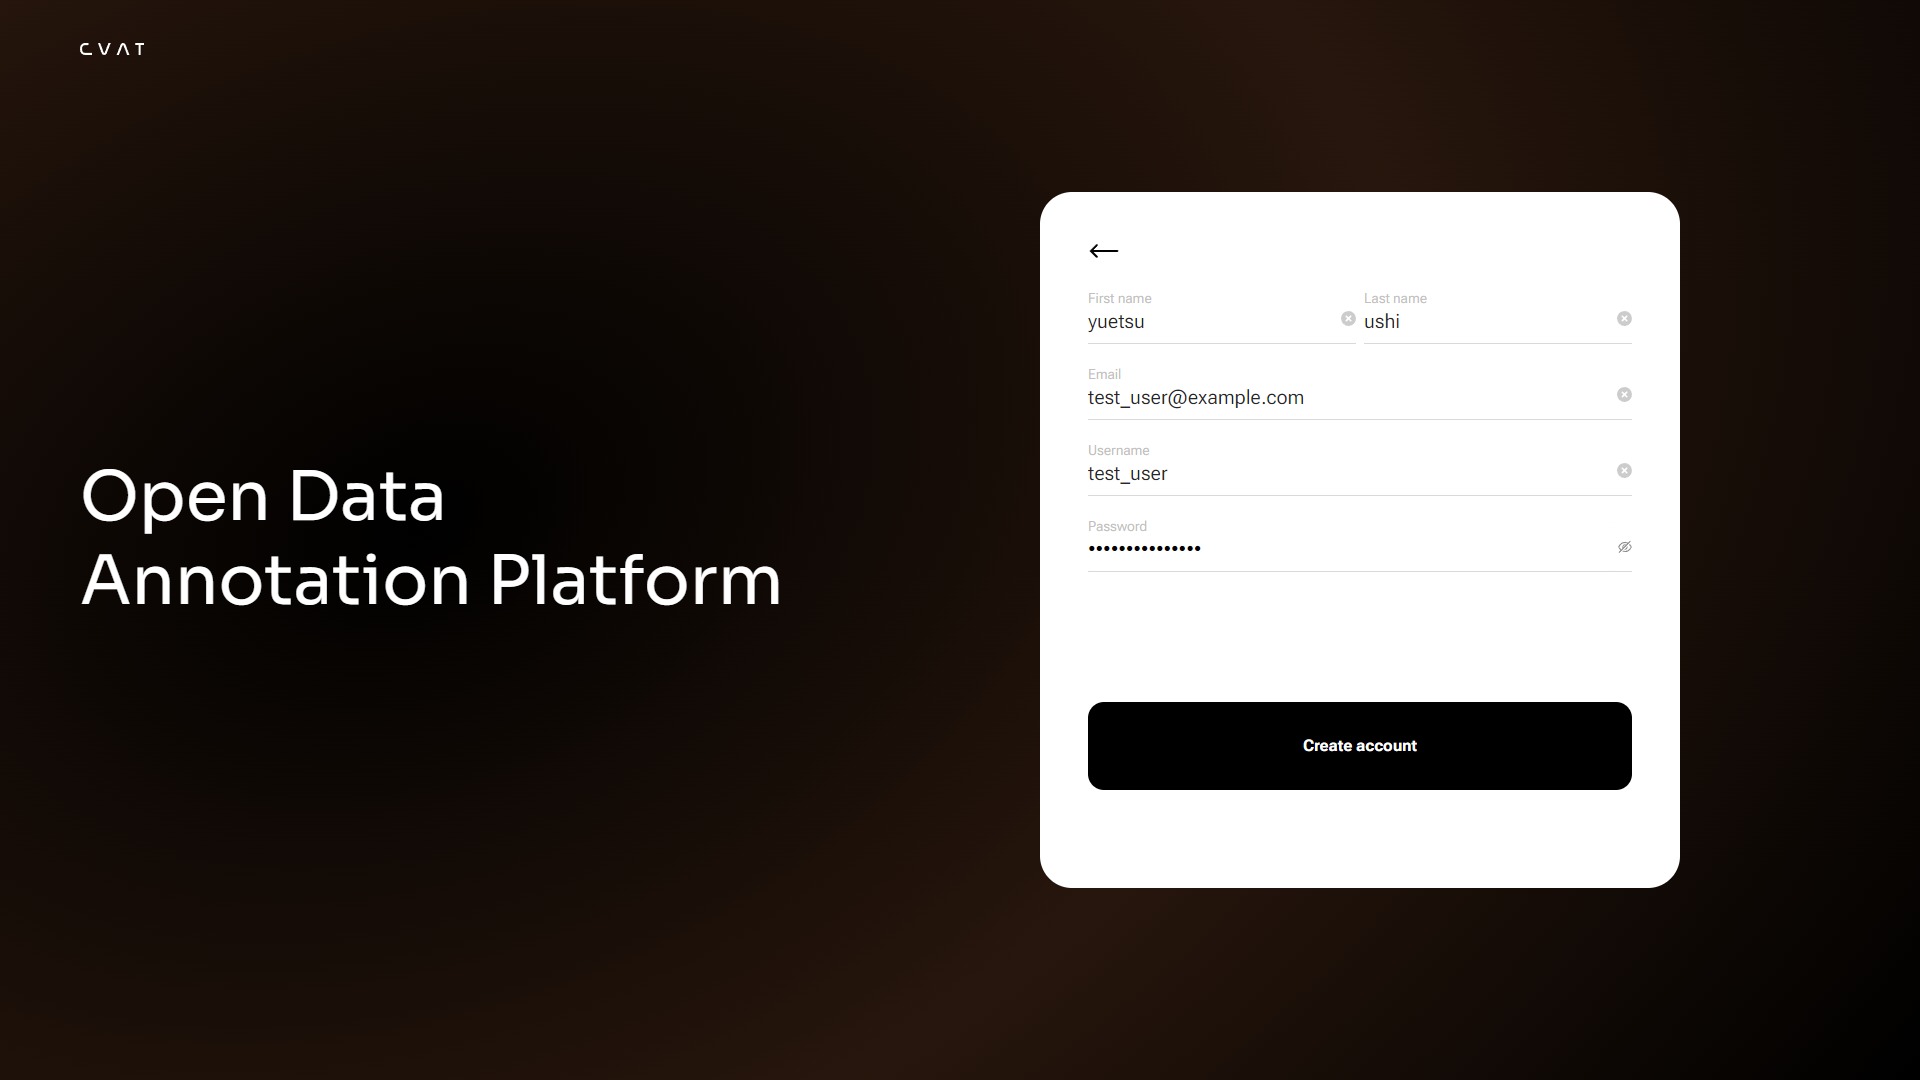 CVAT
Open Data
Annotation Platform
First name
yuetsu
Last name
ushi
Email
test_user@example.com
Username
test_user
Password
•••••••••••••••
Create account